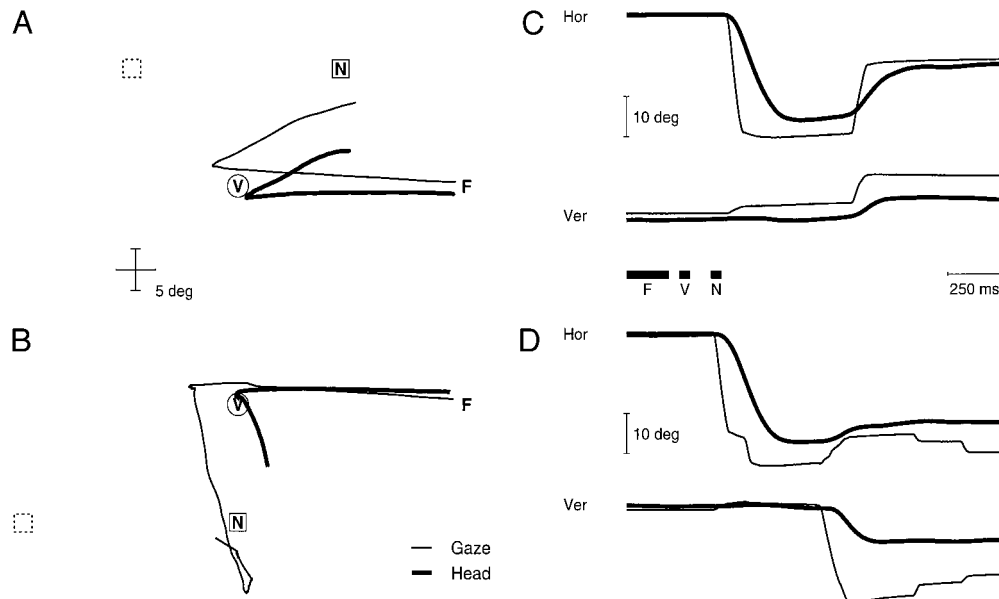 A
N
V
F
5 deg
C
Hor
10 deg
Ver
F V N
250 ms
B
F
V
N
Gaze
Head
D
Hor
10 deg
Ver